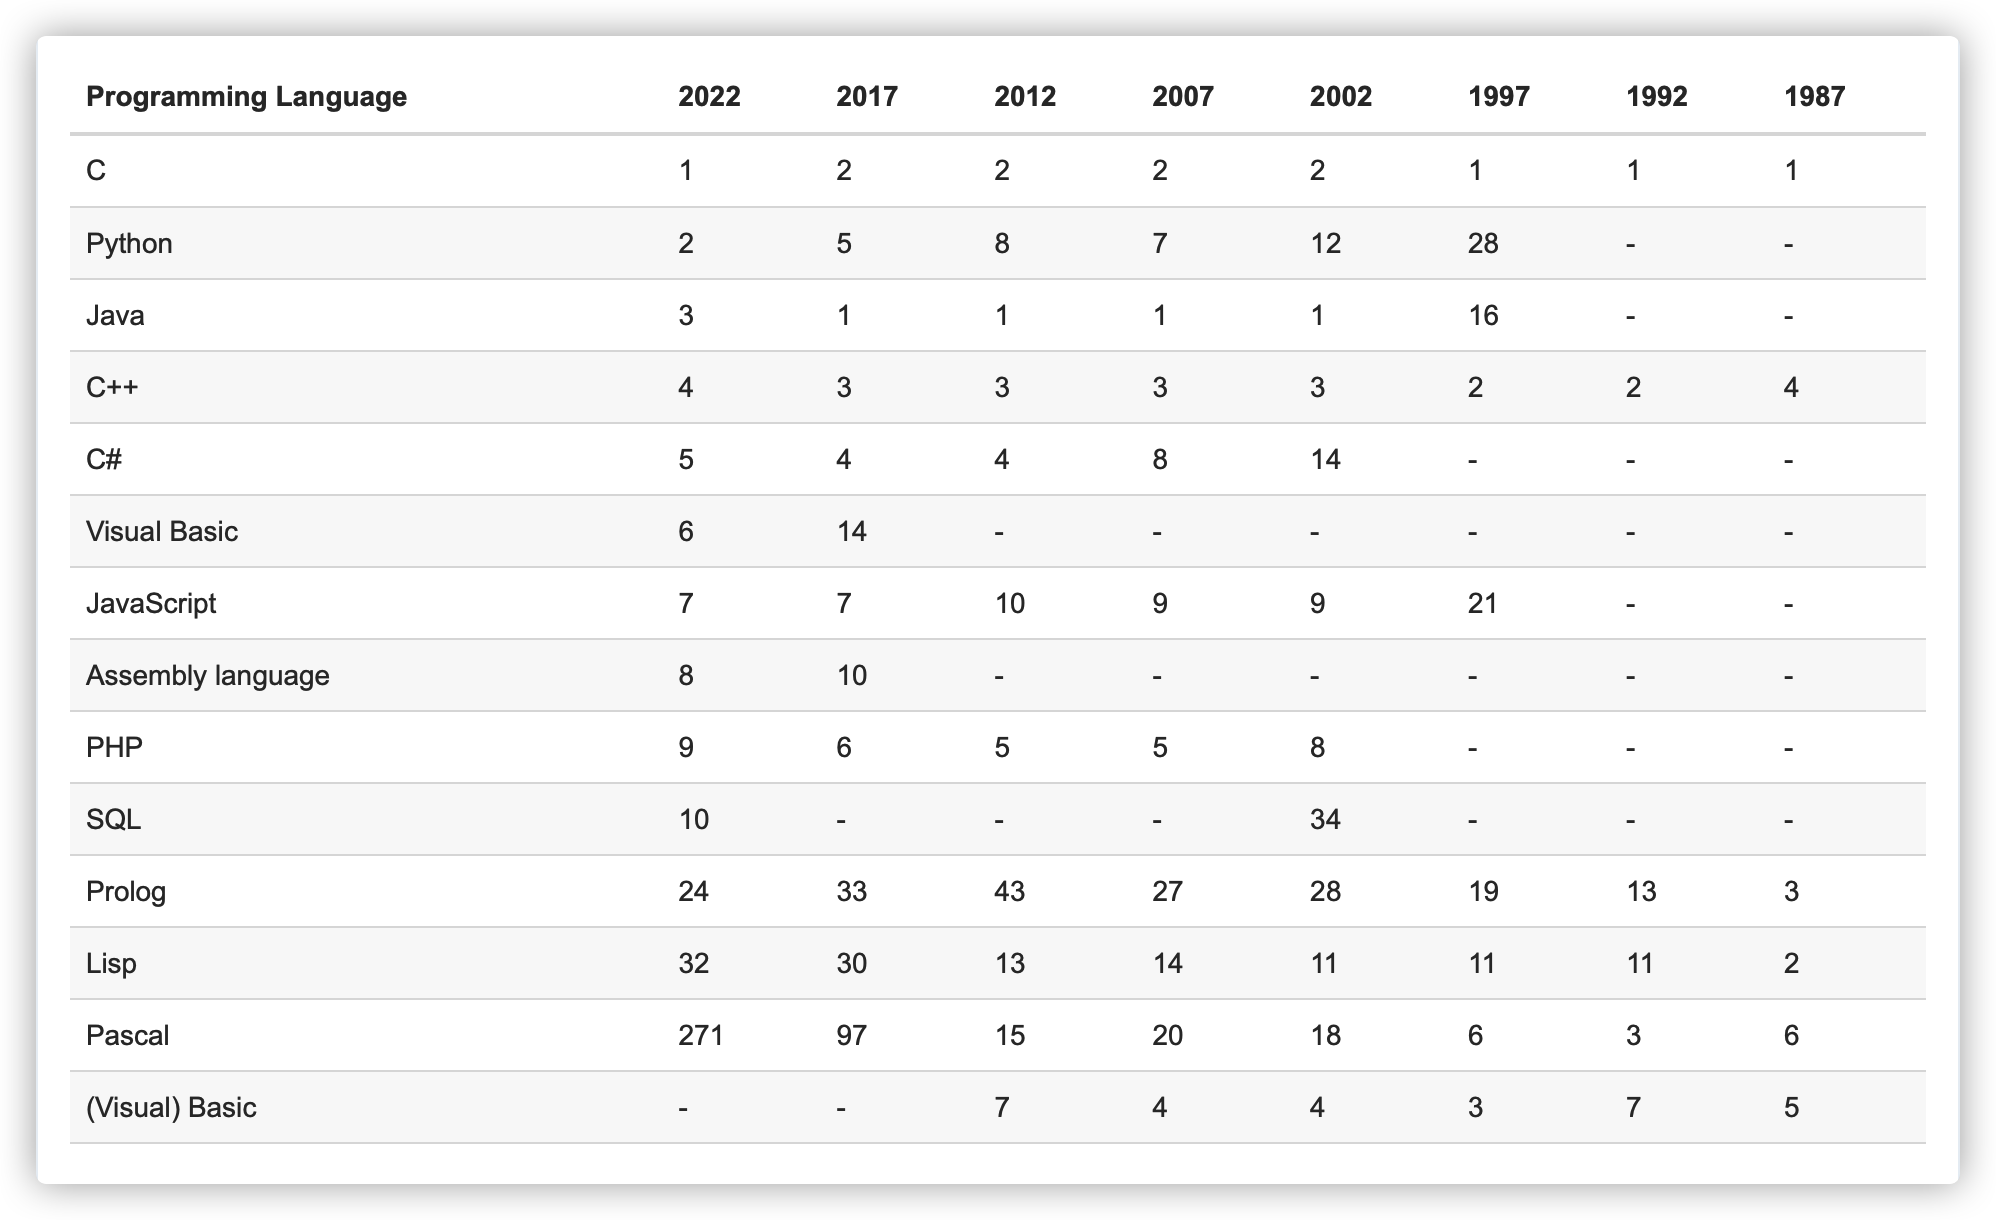 Programming Language 2022 2017 2012 2007 2002 1997 1992 1987
C 1 2 2 2 2 1 1 1
Python 2 5 8 7 12 28 - -
Java 3 1 1 1 1 16 - -
C++ 4 3 3 3 3 2 2 4
C# 5 4 4 8 14 - - -
Visual Basic 6 14 - - - - - -
JavaScript 7 7 10 9 9 21 - -
Assembly language 8 10 - - - - - -
PHP 9 6 5 5 8 - - -
SQL 10 - - - 34 - - -
Prolog 24 33 43 27 28 19 13 3
Lisp 32 30 13 14 11 11 11 2
Pascal 271 97 15 20 18 6 3 6
(Visual) Basic - - 7 4 4 3 7 5